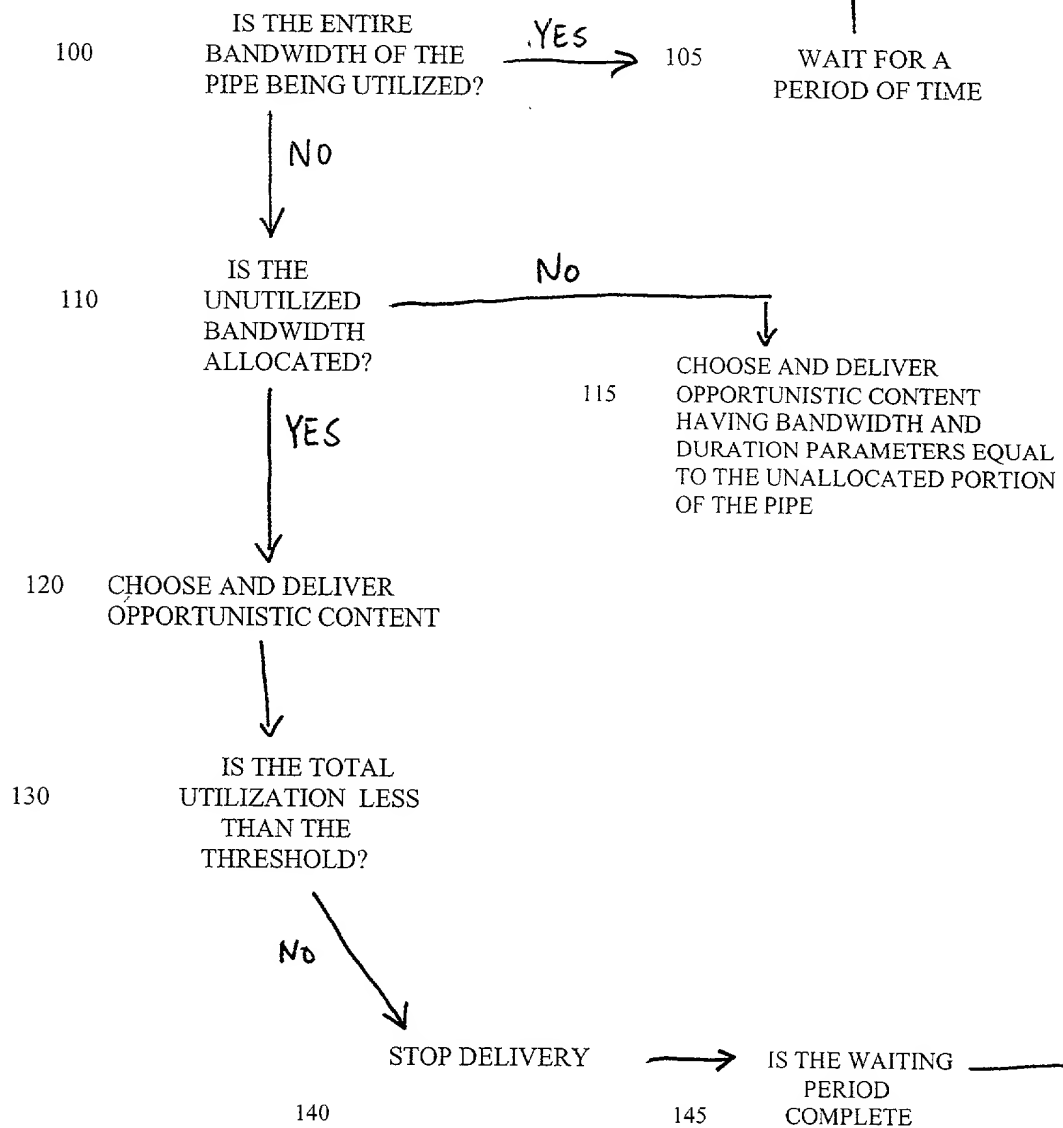 100
IS THE ENTIRE
BANDWIDTH OF THE
PIPE BEING UTILIZED?
YES
105
WAIT FOR A
PERIOD OF TIME
NO
110
IS THE
UNUTILIZED
BANDWIDTH
ALLOCATED?
No
115
CHOOSE AND DELIVER
OPPORTUNISTIC CONTENT
HAVING BANDWIDTH AND
DURATION PARAMETERS EQUAL
TO THE UNALLOCATED PORTION
OF THE PIPE
YES
120
CHOOSE AND DELIVER
OPPORTUNISTIC CONTENT
130
IS THE TOTAL
UTILIZATION LESS
THAN THE
THRESHOLD?
No
STOP DELIVERY
140
IS THE WAITING
PERIOD
COMPLETE
145